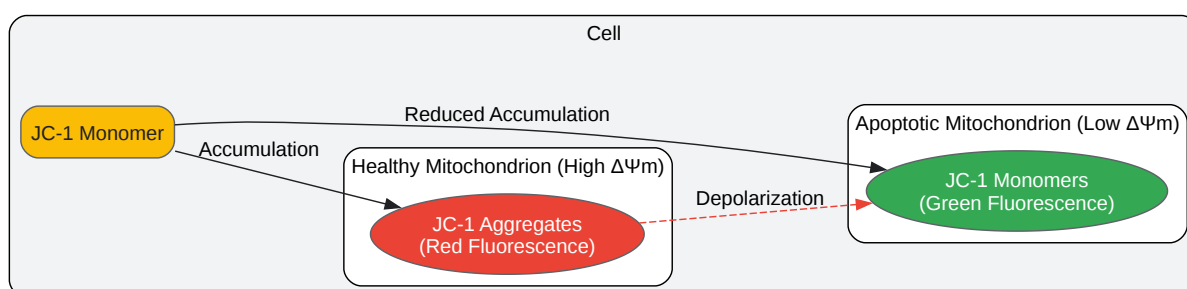 Cell
JC-1 Monomer
Reduced Accumulation
Accumulation
Healthy Mitochondrion (High ΔΨm)
JC-1 Aggregates
(Red Fluorescence)
Depolarization
Apoptotic Mitochondrion (Low ΔΨm)
JC-1 Monomers
(Green Fluorescence)